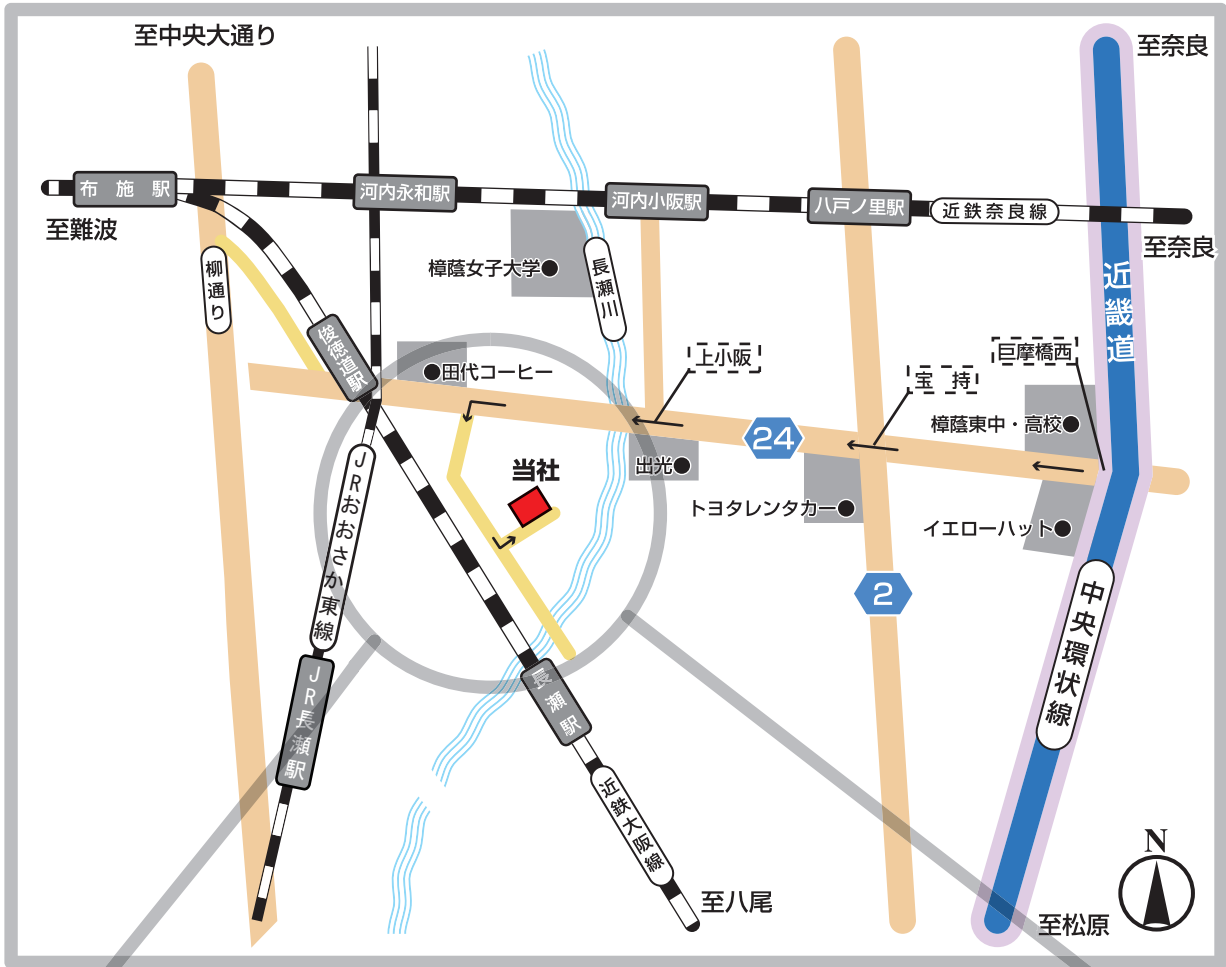 至中央大通り
至奈良
布施駅
河内永和駅
河内小阪駅
八戸ノ里駅
近鉄奈良線
至難波
至奈良
樟蔭女子大学
長瀬川
柳通り
近畿道
俊徳道駅
田代コーヒー
上小阪
宝持
巨摩橋西
24
樟蔭東中・高校
出光
当社
トヨタレンタカー
イエローハット
JRおおさか東線
2
中央環状線
JR長瀬駅
長瀬駅
近鉄大阪線
至八尾
至松原
N